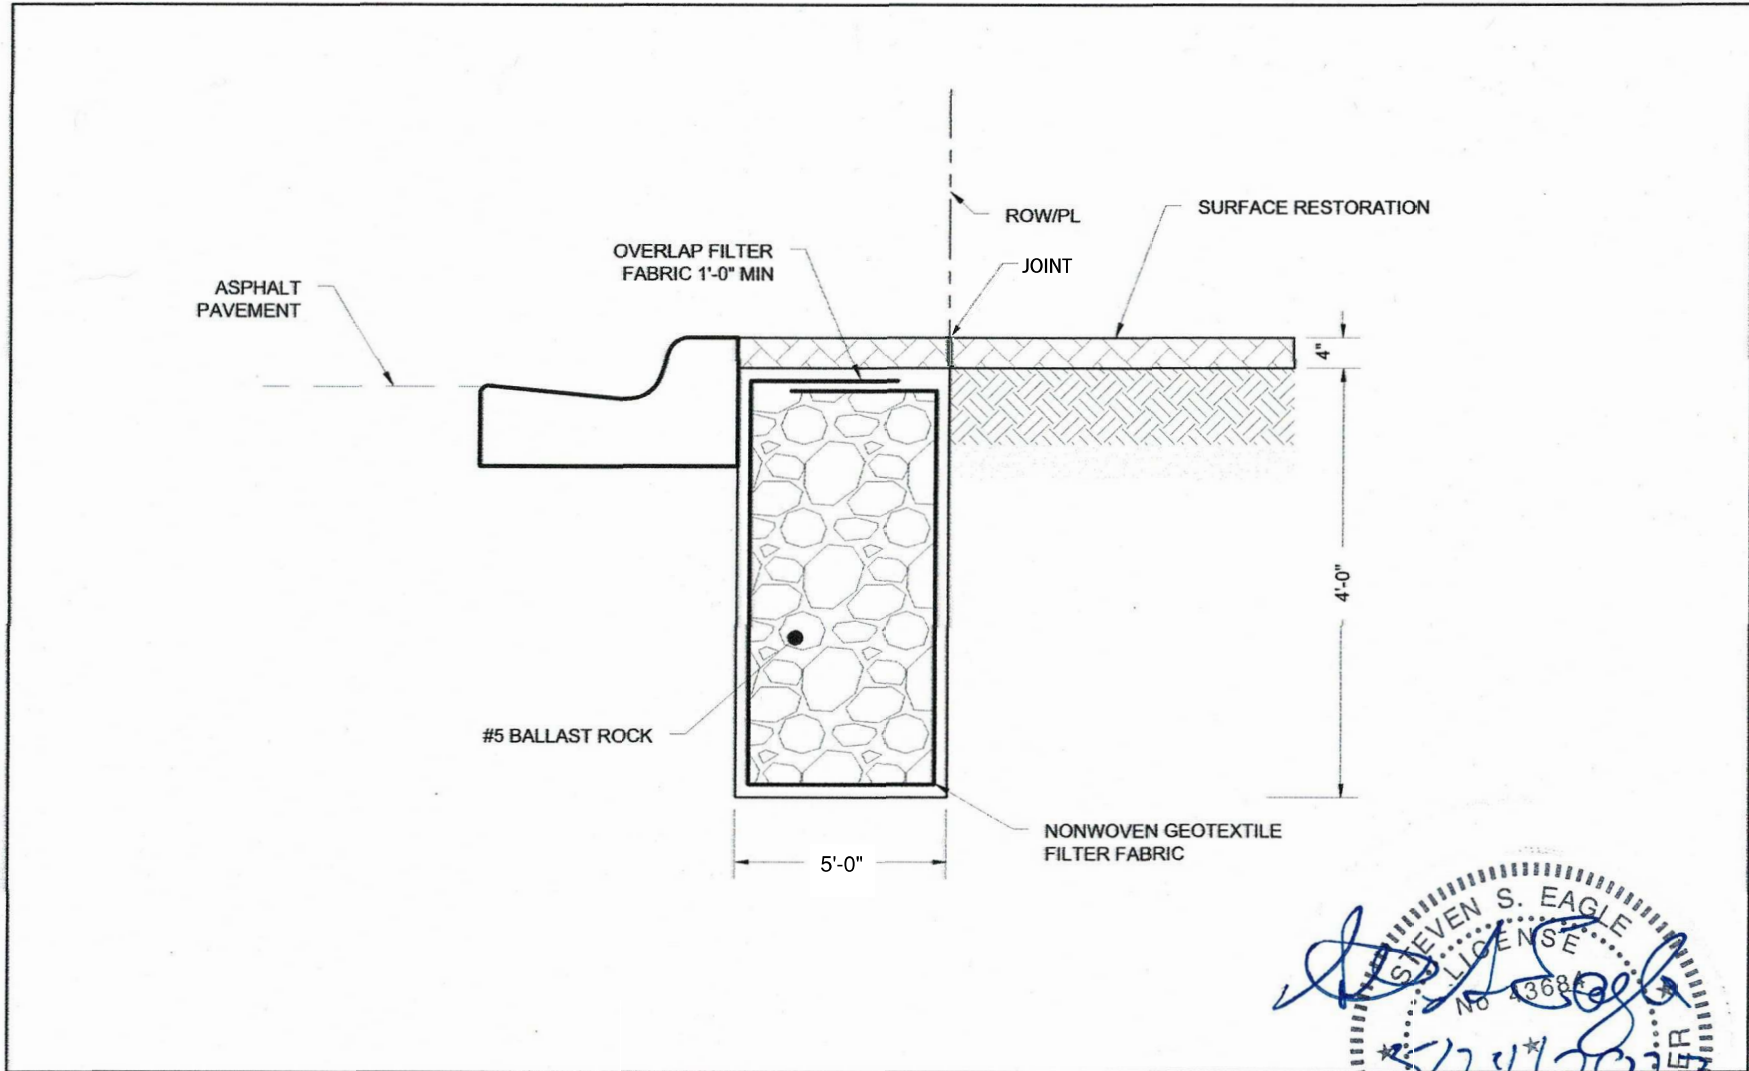 ROW/PL
SURFACE RESTORATION
OVERLAP FILTER
FABRIC 1'-0" MIN
JOINT
ASPHALT
PAVEMENT
4"
4'-0"
#5 BALLAST ROCK
NONWOVEN GEOTEXTILE
FILTER FABRIC
5'-0"
STEVEN S. EAGLE
LICENSE
No 43684